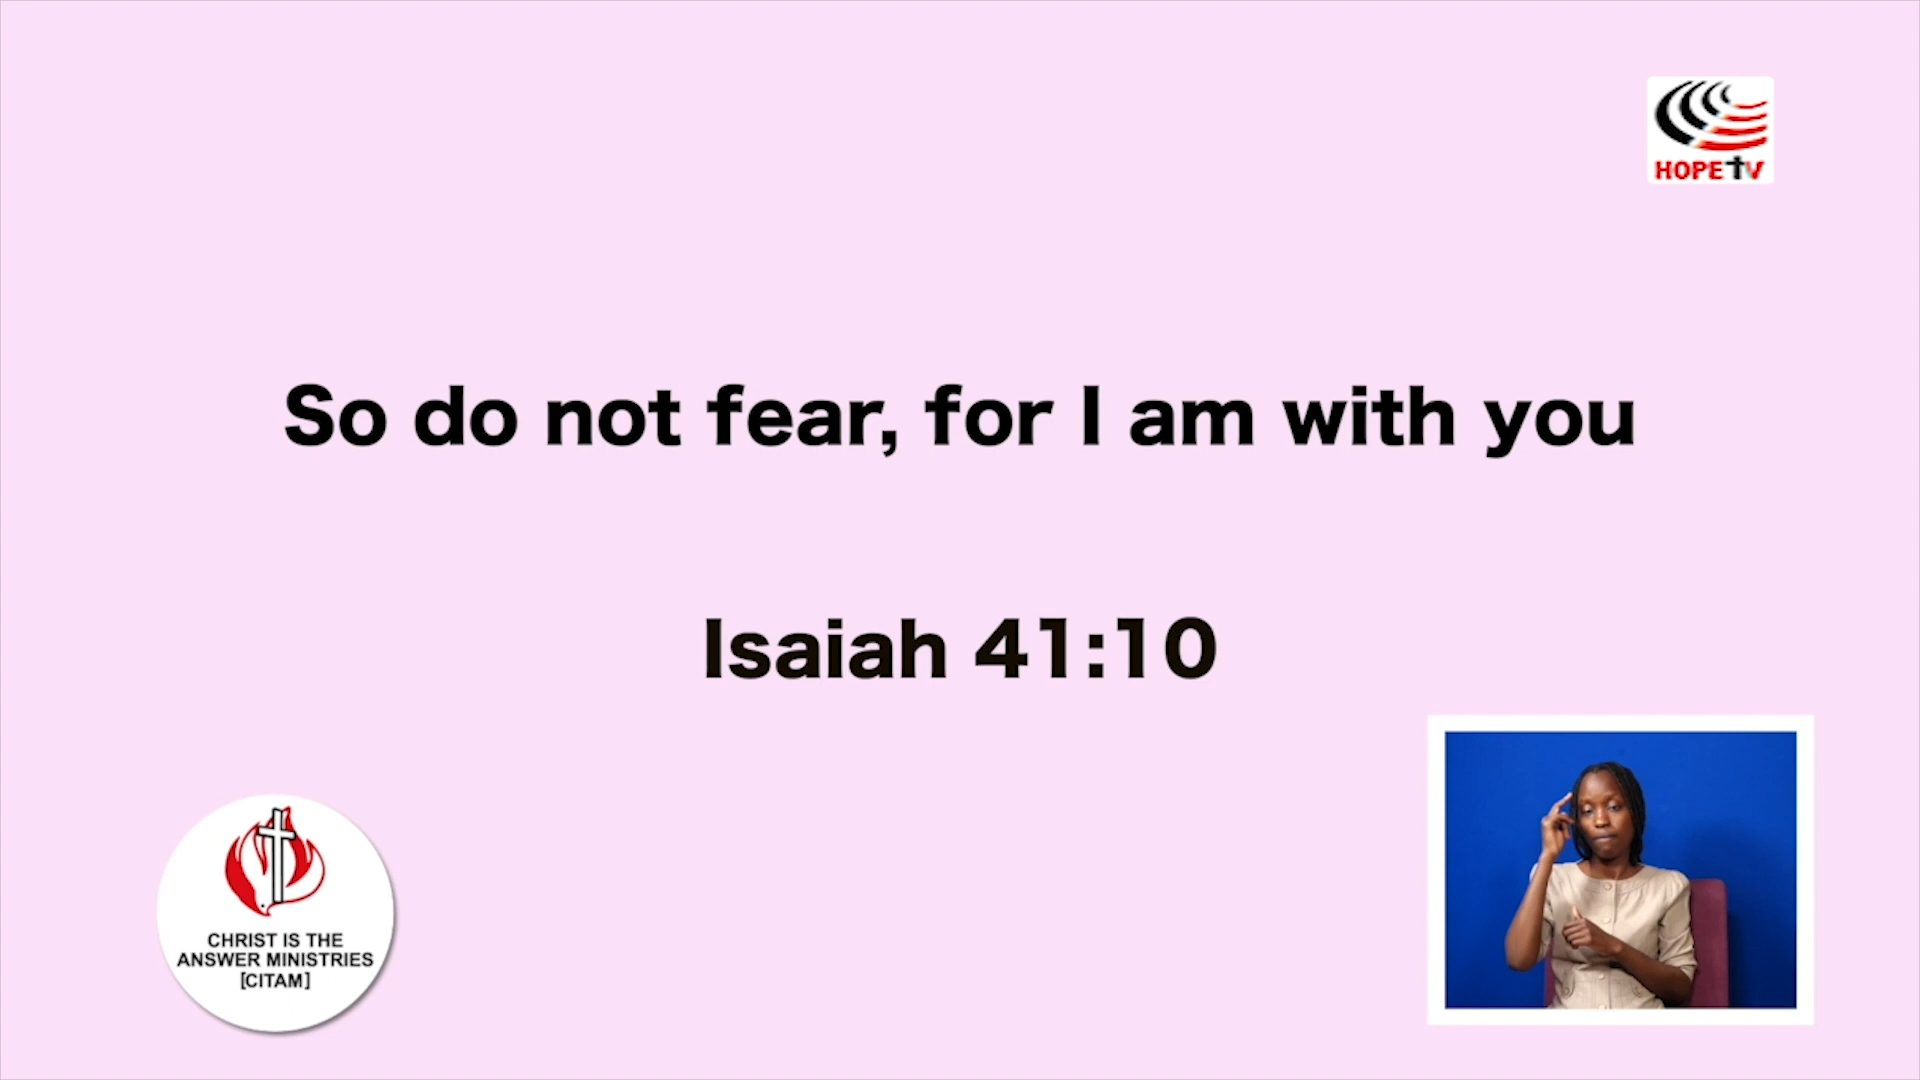 HOPE TV
So do not fear, for I am with you
Isaiah 41:10
CHRIST IS THE
ANSWER MINISTRIES
[CITAM]